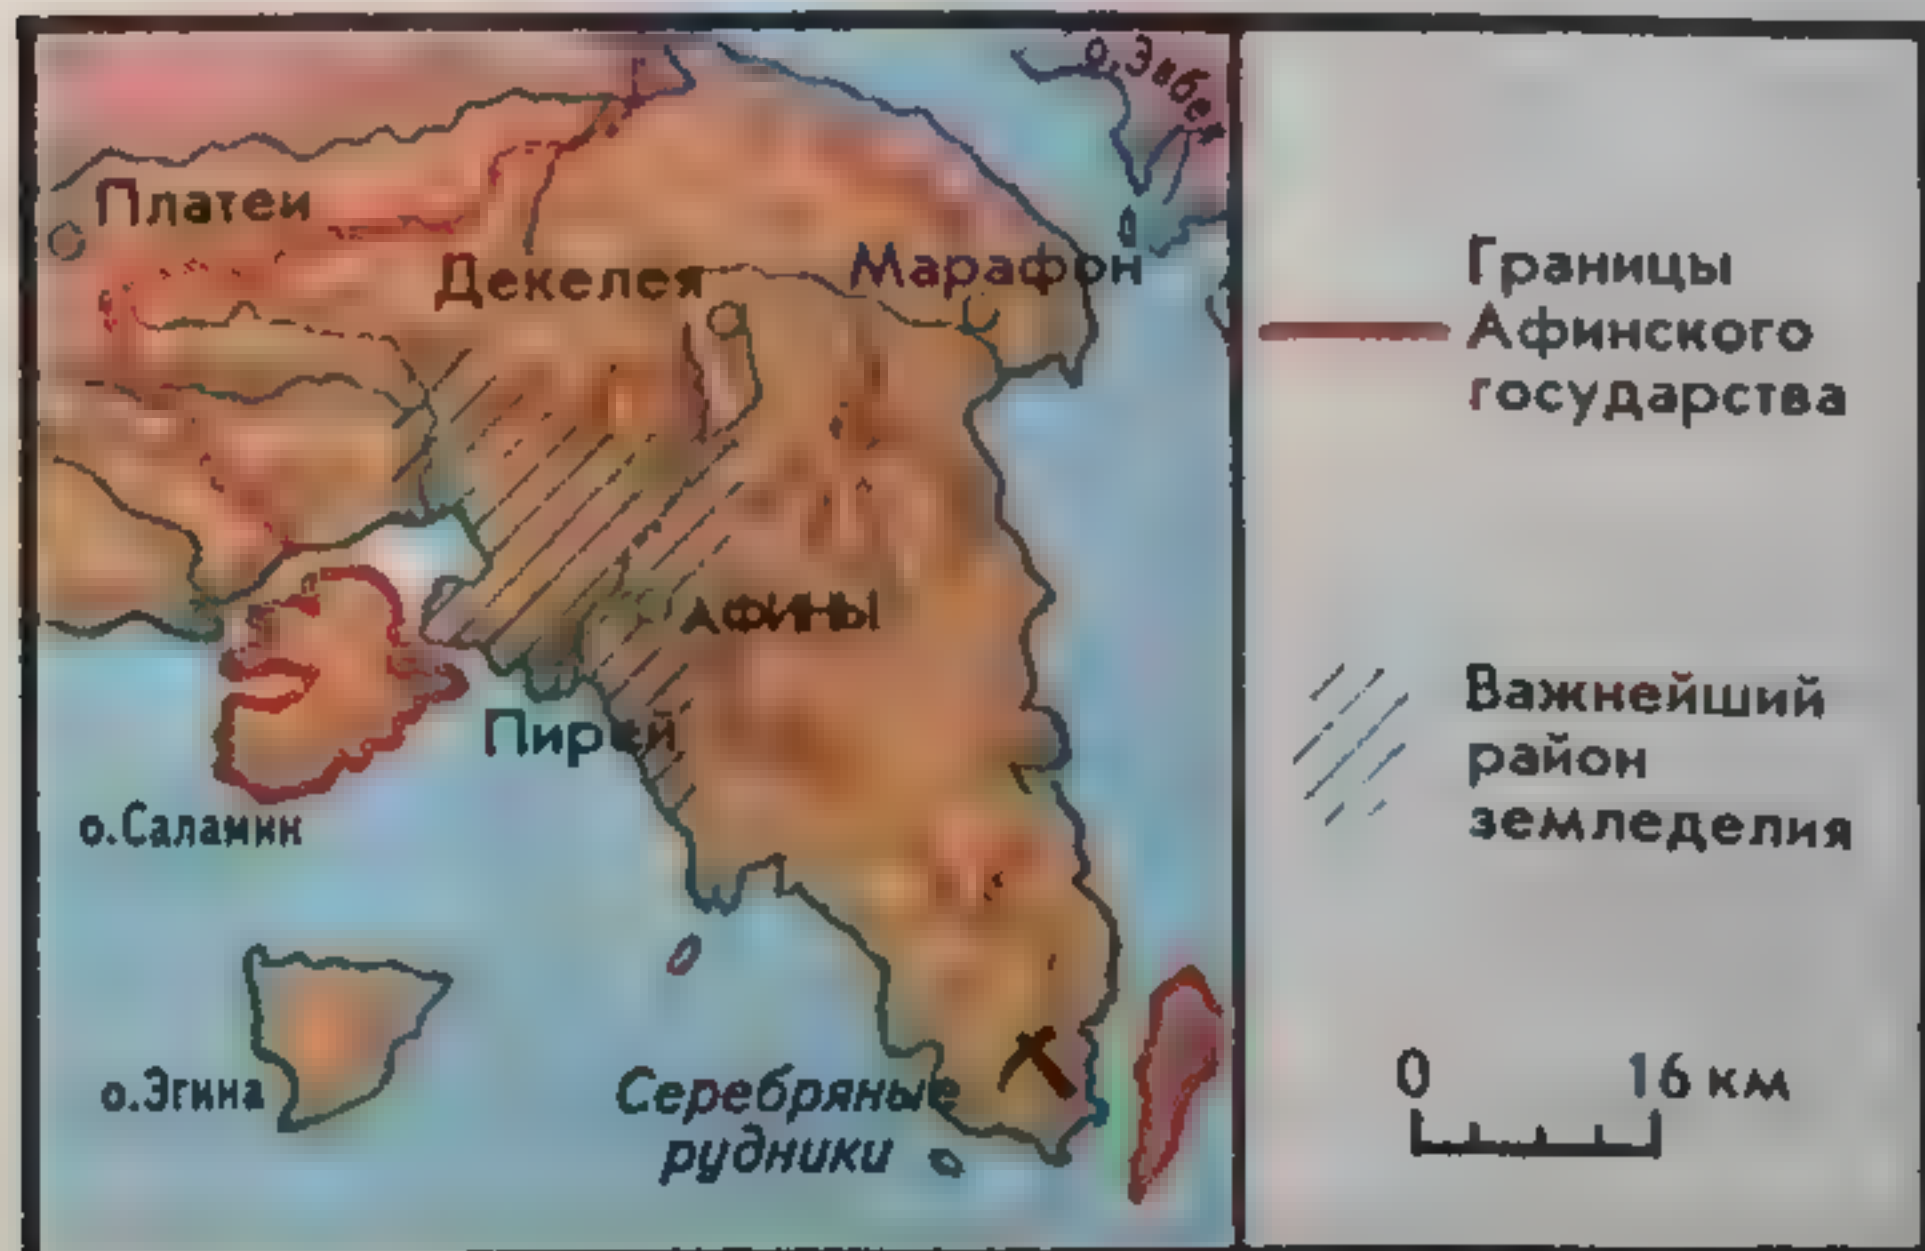 о.Эвбея
Платеи
Декелея
Марафон
АФИНЫ
Пирей
о.Саламин
о.Эгина
Серебряные
рудники
Границы
Афинского
государства
Важнейший
район
земледелия
0 16 км